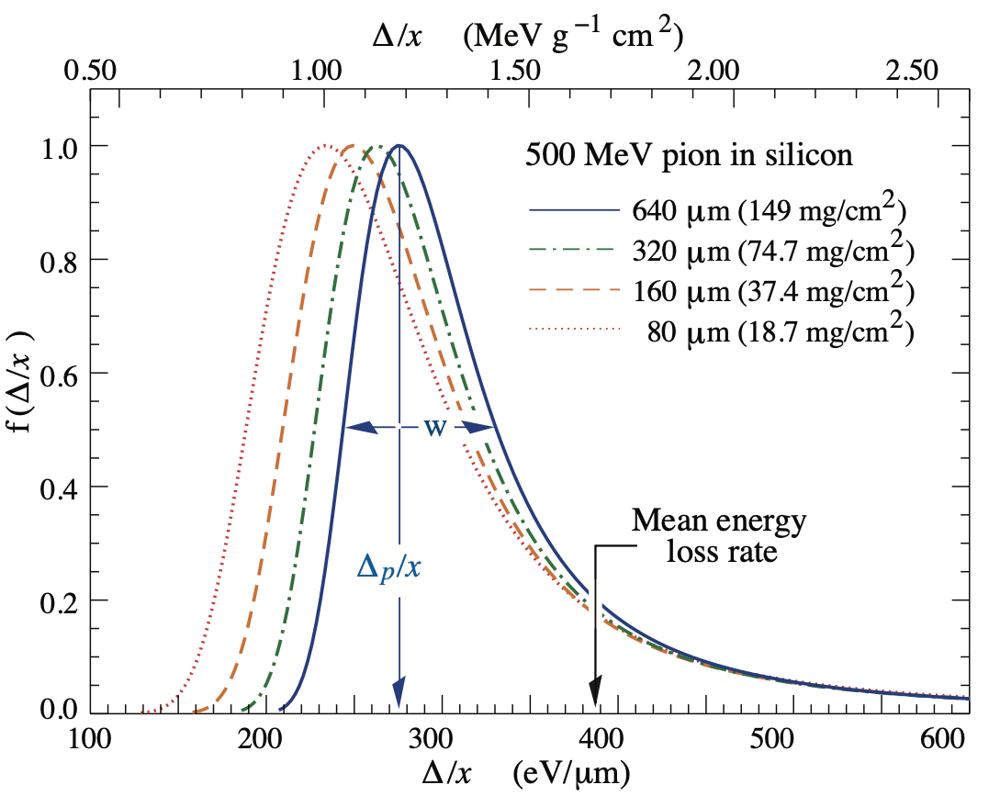 Δ/x (MeV g⁻¹ cm²)
0.50 1.00 1.50 2.00 2.50
1.0
0.8
0.6
0.4
0.2
0.0
f(Δ/x)
500 MeV pion in silicon
640 μm (149 mg/cm²)
320 μm (74.7 mg/cm²)
160 μm (37.4 mg/cm²)
80 μm (18.7 mg/cm²)
w
Δp/x
Mean energy
loss rate
100 200 300 400 500 600
Δ/x (eV/μm)